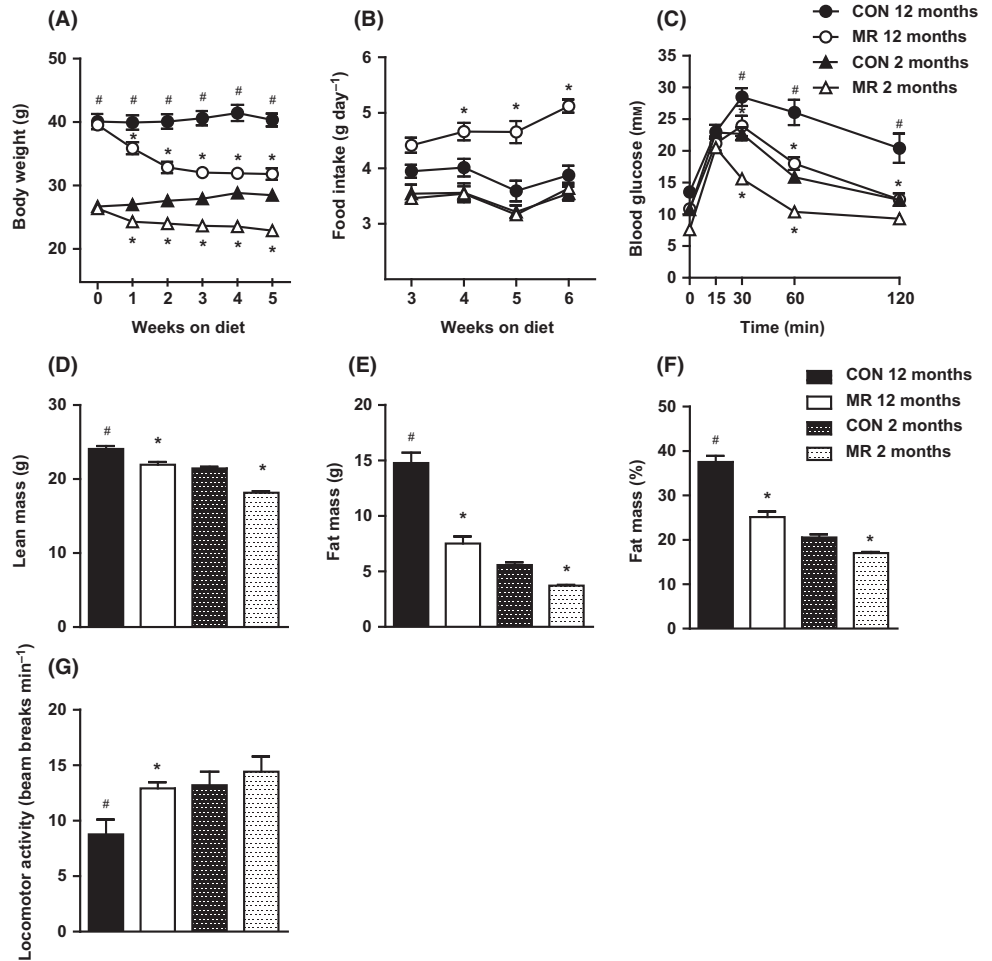 (A)
(B)
(C)
CON 12 months
MR 12 months
CON 2 months
MR 2 months
50
40
30
20
Body weight (g)
# # # # # #
* * * * *
* * * * *
0 1 2 3 4 5
Weeks on diet
6
5
4
3
Food intake (g day⁻¹)
* * *
3 4 5 6
Weeks on diet
35
30
25
20
15
10
5
0
Blood glucose (mM)
# # #
* * *
* *
0 15 30 60 120
Time (min)
(D)
(E)
(F)
CON 12 months
MR 12 months
CON 2 months
MR 2 months
30
20
10
0
Lean mass (g)
# * *
20
15
10
5
0
Fat mass (g)
# * *
50
40
30
20
10
0
Fat mass (%)
# * *
(G)
20
15
10
5
0
Locomotor activity (beam breaks min⁻¹)
# *